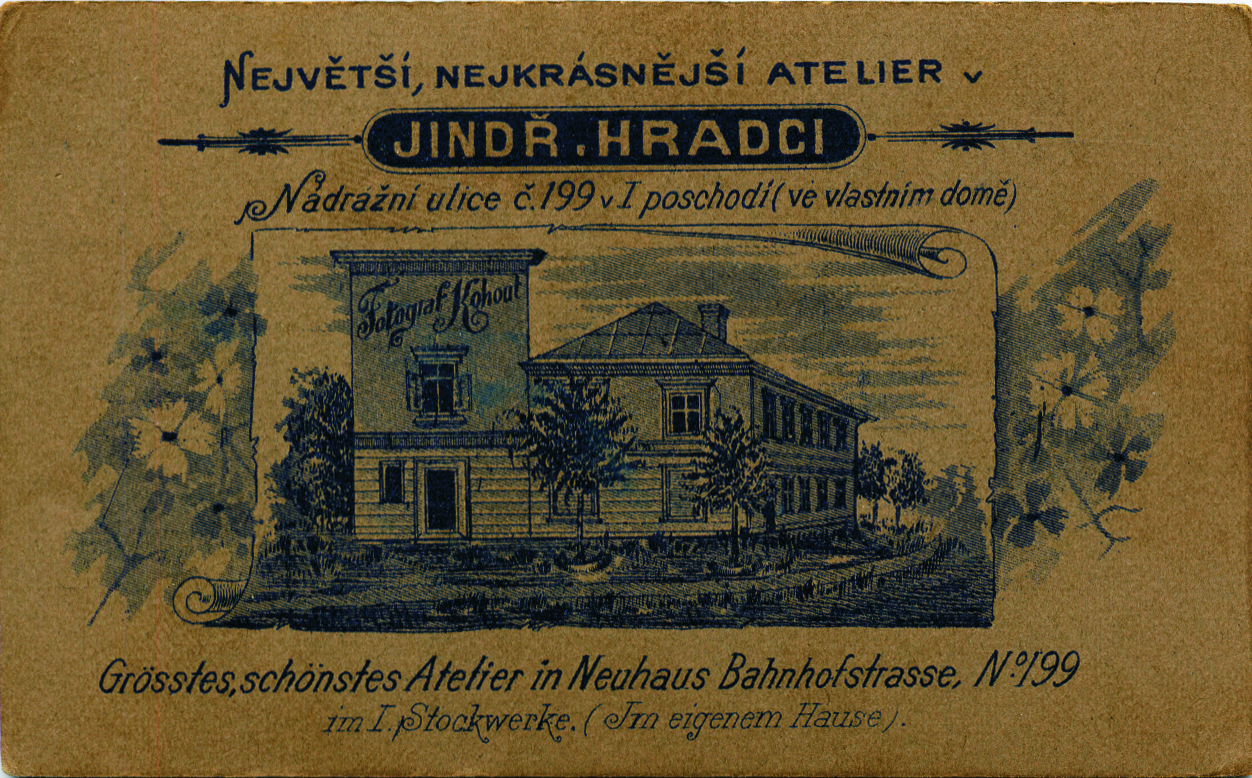 NEJVĚTŠÍ, NEJKRÁSNĚJŠÍ ATELIER v
JINDŘ. HRADCI
Nádražní ulice č. 199 v I poschodí (ve vlastním domě)
Fotograf Kohout
Grösstes, schönstes Atelier in Neuhaus Bahnhofstrasse, No 199
im I. Stockwerke. (Im eigenem Hause).